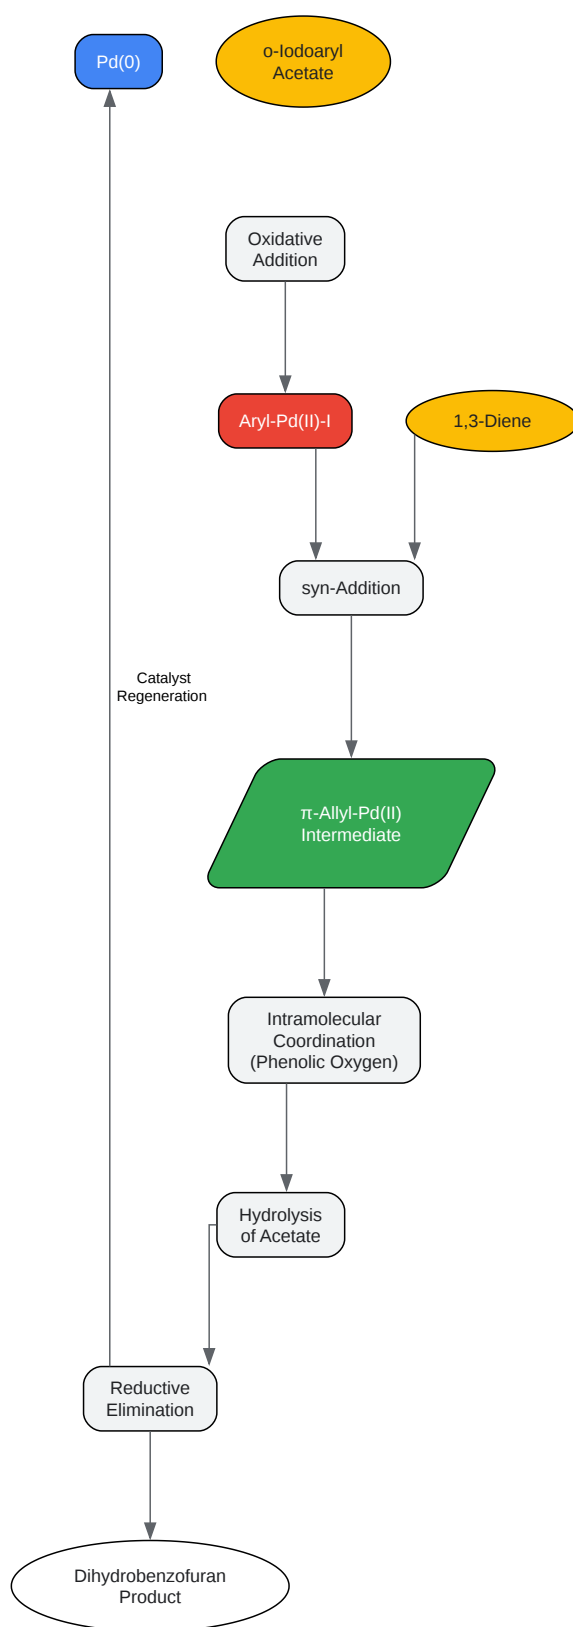 Pd(0)
o-Iodoaryl
Acetate
Oxidative
Addition
Aryl-Pd(II)-I
1,3-Diene
syn-Addition
Catalyst
Regeneration
π-Allyl-Pd(II)
Intermediate
Intramolecular
Coordination
(Phenolic Oxygen)
Hydrolysis
of Acetate
Reductive
Elimination
Dihydrobenzofuran
Product